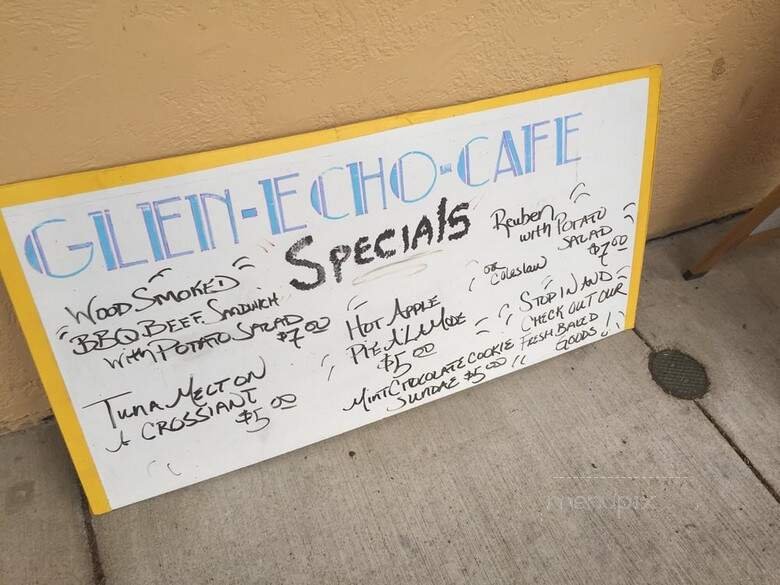 GLEN-ECHO-CAFE
SPECIALS
"WOOD SMOKED"
BBQ BEEF SANDWICH
WITH POTATO SALAD
$7.00
TUNA MELT ON
A CROSSIANT
$5.00
HOT APPLE
PIE A'LA MODE
$5.00
MINT CHOCOLATE COOKIE
SUNDAE $5.00 !!
Reuben
with POTATO
SALAD
OR
Coleslaw
$7.00
STOP IN AND
CHECK OUT OUR
FRESH BAKED
GOODS!!
menupix